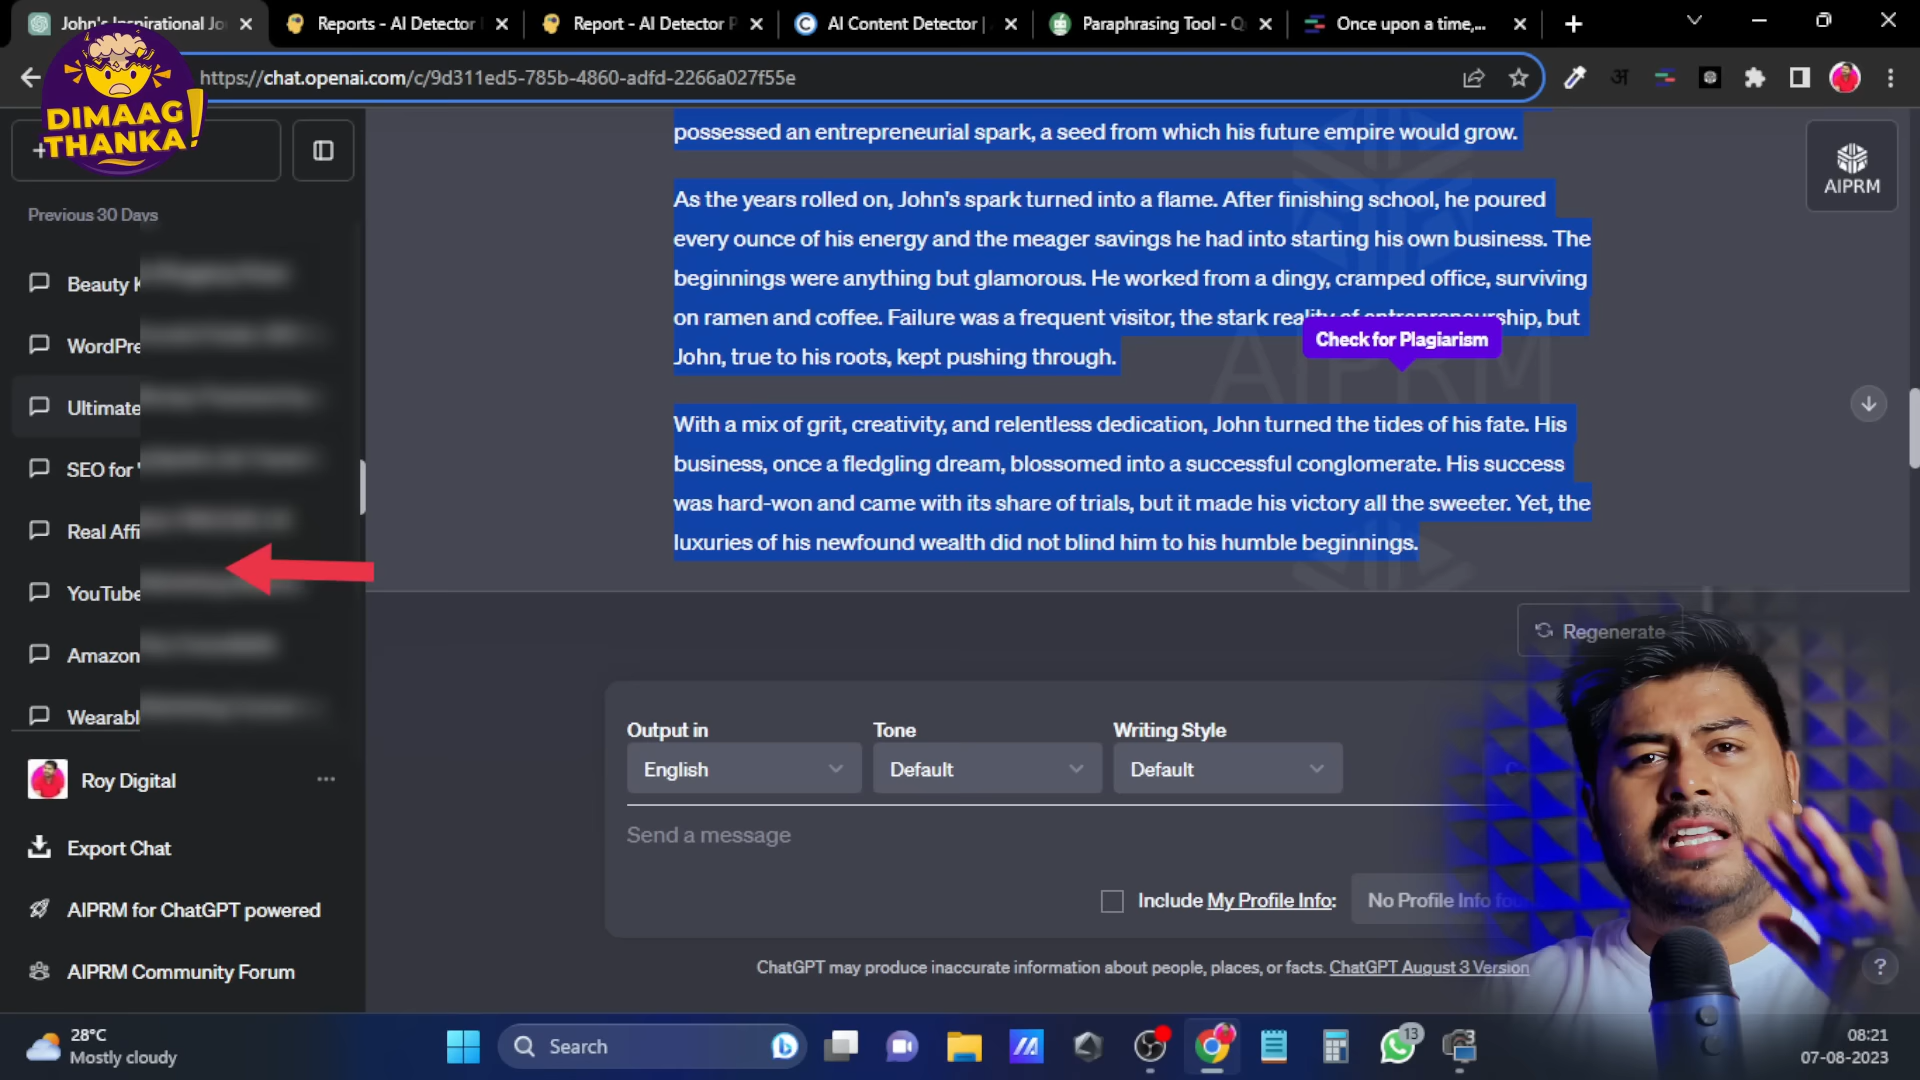 John's Inspirational Jo
Reports - AI Detector
Report - AI Detector P
AI Content Detector |
Paraphrasing Tool - Q
Once upon a time,...
https://chat.openai.com/c/9d311ed5-785b-4860-adfd-2266a027f55e
अ
DIMAAG
THANKA!
+
AIPRM
Previous 30 Days
Beauty K
WordPre
Ultimate
SEO for
Real Affi
YouTube
Amazon
Wearabl
possessed an entrepreneurial spark, a seed from which his future empire would grow.
As the years rolled on, John's spark turned into a flame. After finishing school, he poured
every ounce of his energy and the meager savings he had into starting his own business. The
beginnings were anything but glamorous. He worked from a dingy, cramped office, surviving
on ramen and coffee. Failure was a frequent visitor, the stark reality of entrepreneurship, but
John, true to his roots, kept pushing through.
Check for Plagiarism
AIPRM
With a mix of grit, creativity, and relentless dedication, John turned the tides of his fate. His
business, once a fledgling dream, blossomed into a successful conglomerate. His success
was hard-won and came with its share of trials, but it made his victory all the sweeter. Yet, the
luxuries of his newfound wealth did not blind him to his humble beginnings.
Regenerate
Output in
Tone
Writing Style
English
Default
Default
Send a message
Include My Profile Info:
No Profile Info fou
ChatGPT may produce inaccurate information about people, places, or facts. ChatGPT August 3 Version
?
Roy Digital
Export Chat
AIPRM for ChatGPT powered
AIPRM Community Forum
28°C
Mostly cloudy
Search
13
08:21
07-08-2023